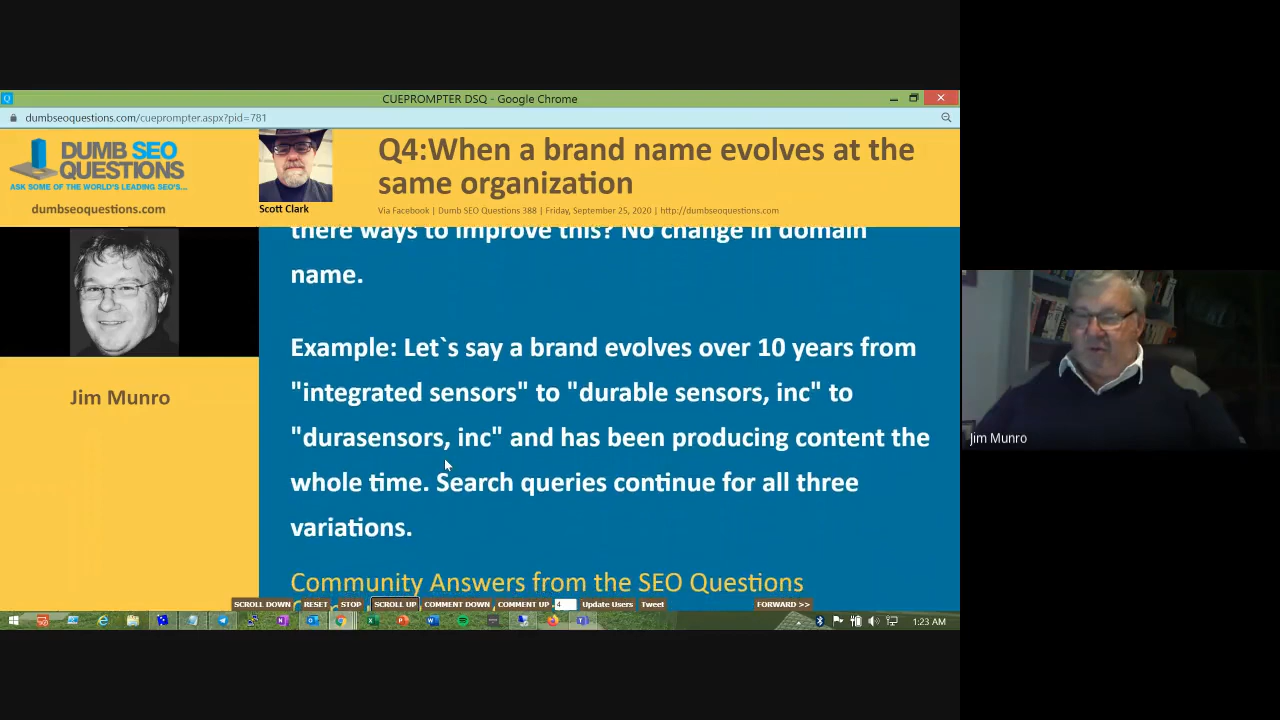 CUEPROMPTER DSQ - Google Chrome
dumbseoquestions.com/cueprompter.aspx?pid=781
DUMB SEO
QUESTIONS
ASK SOME OF THE WORLD'S LEADING SEO'S...
dumbseoquestions.com
Scott Clark
Q4:When a brand name evolves at the
same organization
Via Facebook | Dumb SEO Questions 388 | Friday, September 25, 2020 | http://dumbseoquestions.com
Jim Munro
there ways to improve this? No change in domain
name.
Example: Let`s say a brand evolves over 10 years from
"integrated sensors" to "durable sensors, inc" to
"durasensors, inc" and has been producing content the
whole time. Search queries continue for all three
variations.
Community Answers from the SEO Questions
SCROLL DOWN RESET STOP SCROLL UP COMMENT DOWN COMMENT UP 4 Update Users Tweet FORWARD >>
1:23 AM
Jim Munro